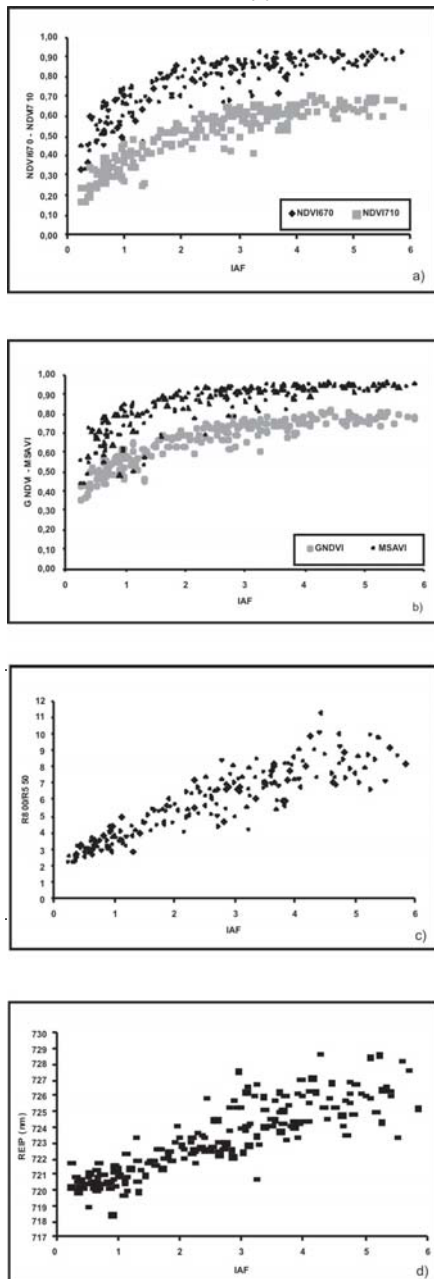 1,00
0,90
0,80
0,70
0,60
0,50
0,40
0,30
0,20
0,10
0,00
NDVI670 - NDVI710
0 1 2 3 4 5 6
IAF
NDVI670 NDVI710
a)
1,00
0,90
0,80
0,70
0,60
0,50
0,40
0,30
0,20
0,10
0,00
GNDVI - MSAVI
0 1 2 3 4 5 6
IAF
GNDVI MSAVI
b)
12
11
10
9
8
7
6
5
4
3
2
1
0
R800/R550
0 1 2 3 4 5 6
IAF
c)
730
729
728
727
726
725
724
723
722
721
720
719
718
717
REIP (nm)
0 1 2 3 4 5 6
IAF
d)